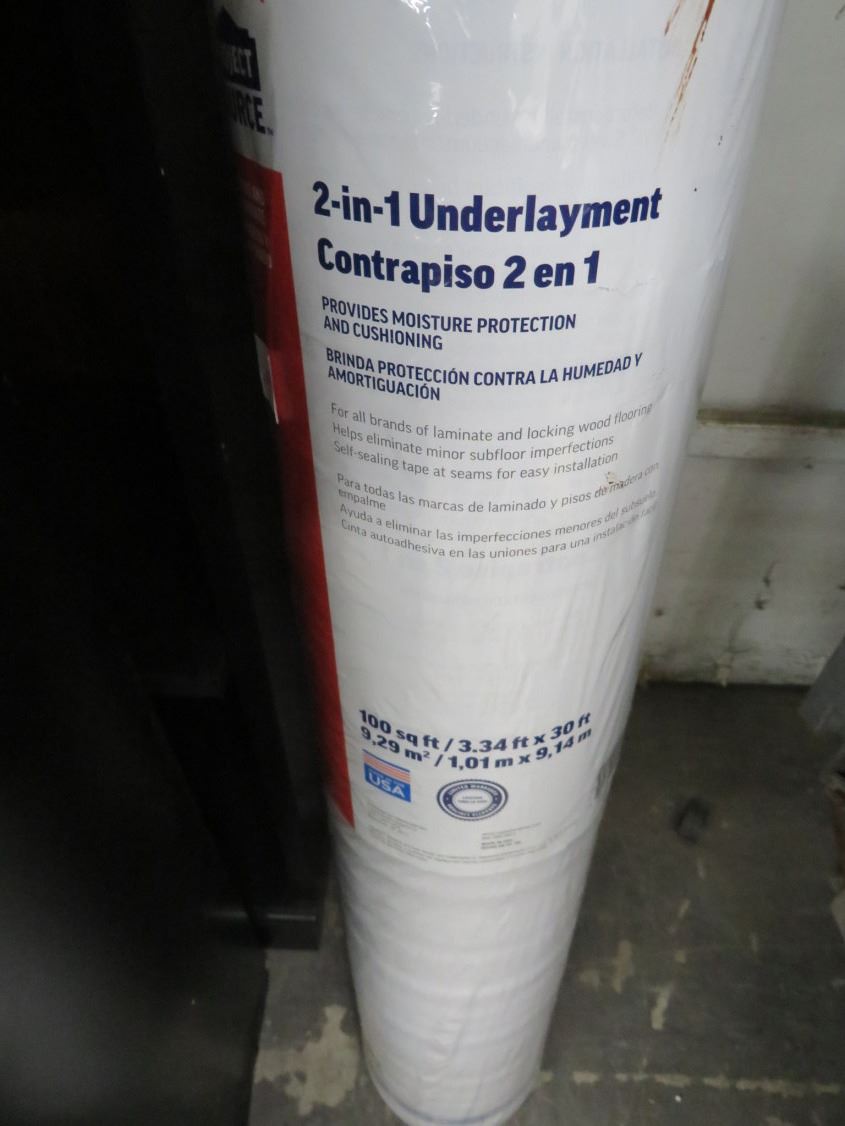 2-in-1 Underlayment
Contrapiso 2 en 1
PROVIDES MOISTURE PROTECTION
AND CUSHIONING
BRINDA PROTECCIÓN CONTRA LA HUMEDAD Y
AMORTIGUACIÓN
For all brands of laminate and locking wood flooring
Helps eliminate minor subfloor imperfections
Self-sealing tape at seams for easy installation
Para todas las marcas de laminado y pisos de madera con
empalme
Ayuda a eliminar las imperfecciones menores del subsuelo
Cinta autoadhesiva en las uniones para una instalación
100 sq ft / 3.34 ft x 30 ft
9,29 m² / 1,01 m x 9,14 m
USA